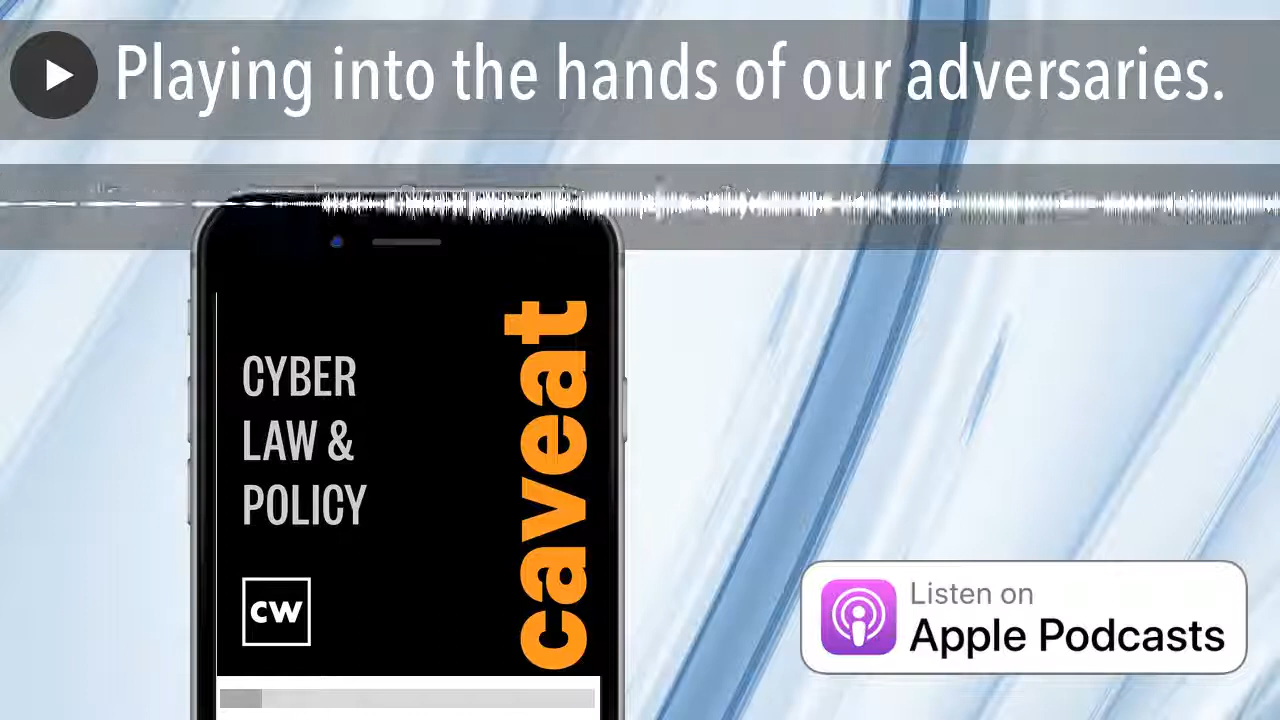 Playing into the hands of our adversaries.
CYBER
LAW &
POLICY
caveat
CW
Listen on
Apple Podcasts